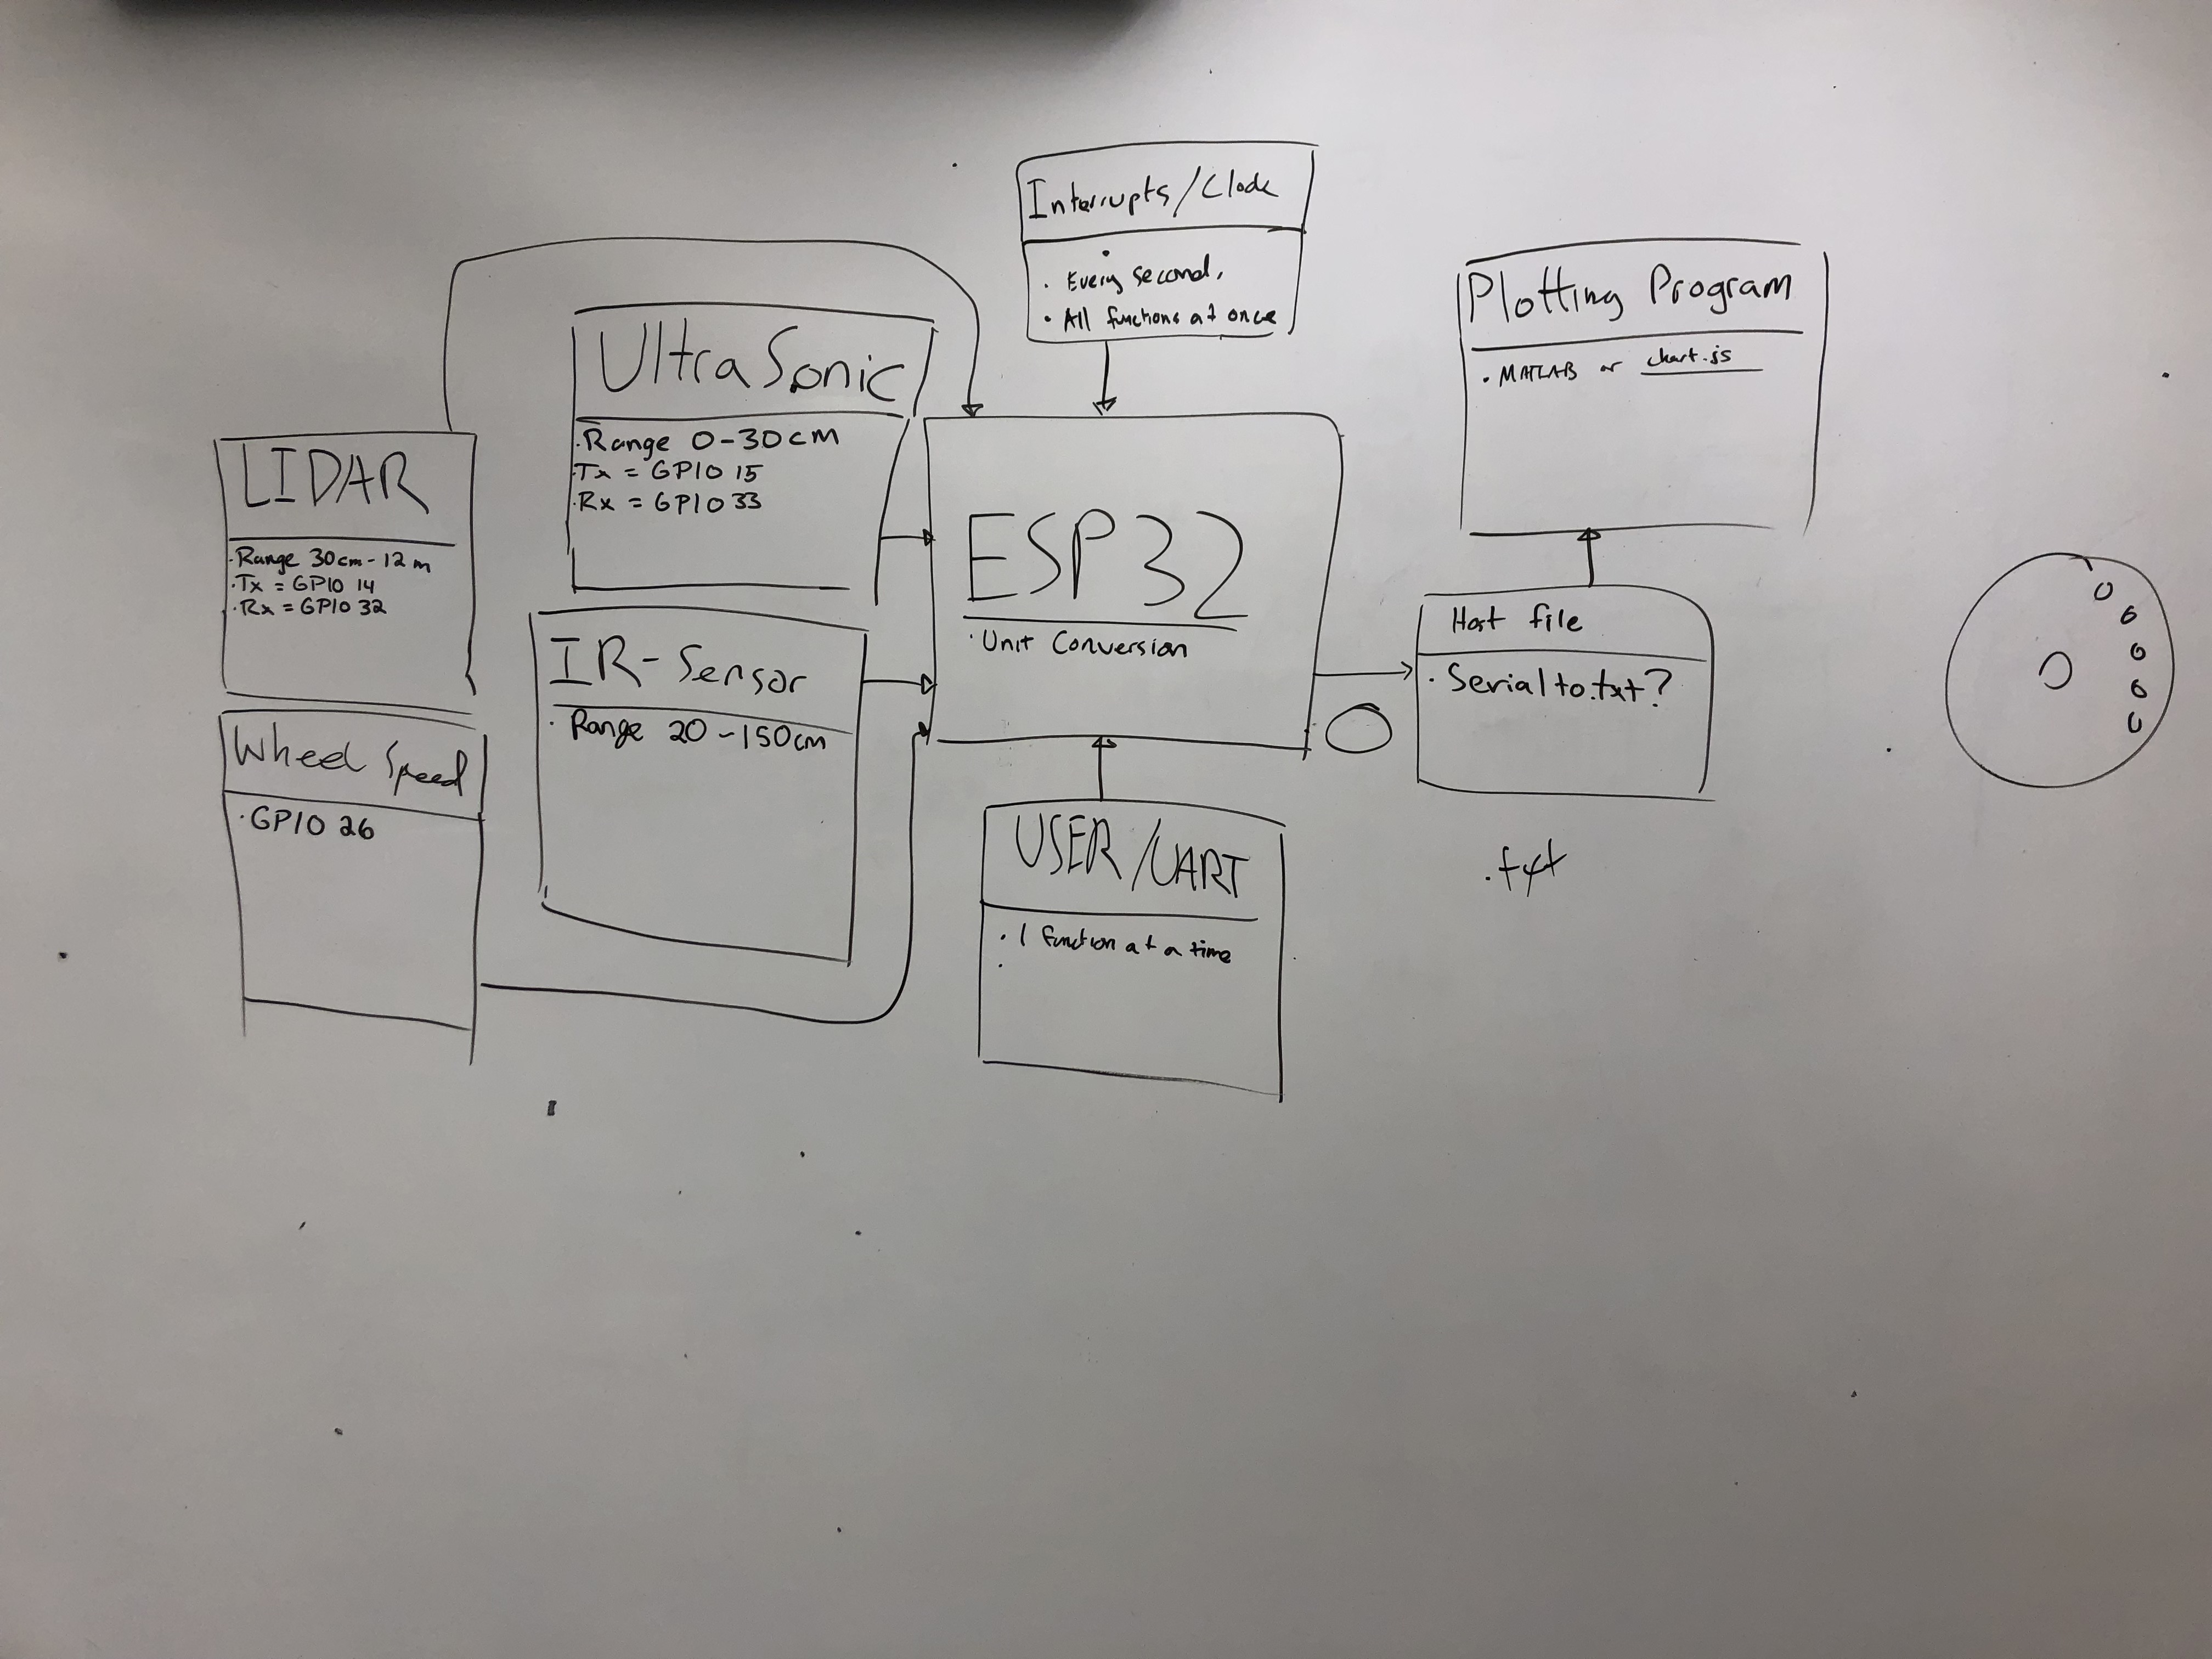 Interrupts/Clock
· Every second,
· All functions at once
Plotting Program
· MATLAB or chart.js
UltraSonic
· Range 0-30cm
· Tx = GPIO 15
· Rx = GPIO 33
LIDAR
· Range 30cm-12m
· Tx = GPIO 14
· Rx = GPIO 32
ESP32
· Unit Conversion
Host file
· Serial to .txt?
IR-Sensor
· Range 20-150cm
Wheel Speed
· GPIO 26
USER/UART
· 1 function at a time
.txt